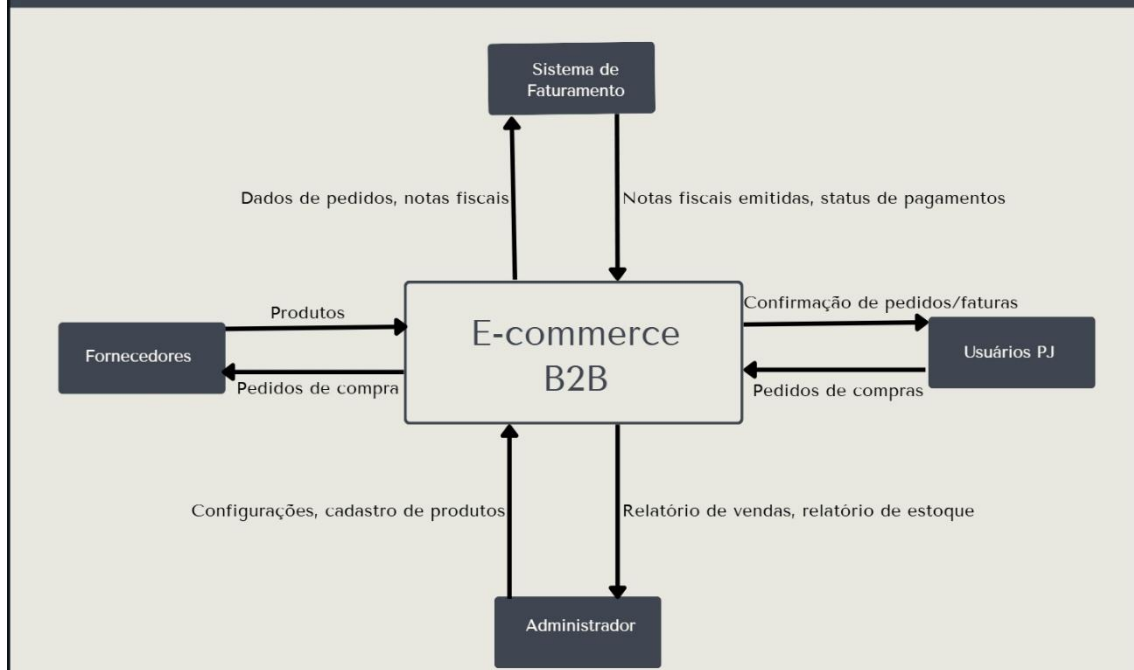 Sistema de
Faturamento
Dados de pedidos, notas fiscais
Notas fiscais emitidas, status de pagamentos
Produtos
Confirmação de pedidos/faturas
Fornecedores
E-commerce
B2B
Usuários PJ
Pedidos de compra
Pedidos de compras
Configurações, cadastro de produtos
Relatório de vendas, relatório de estoque
Administrador